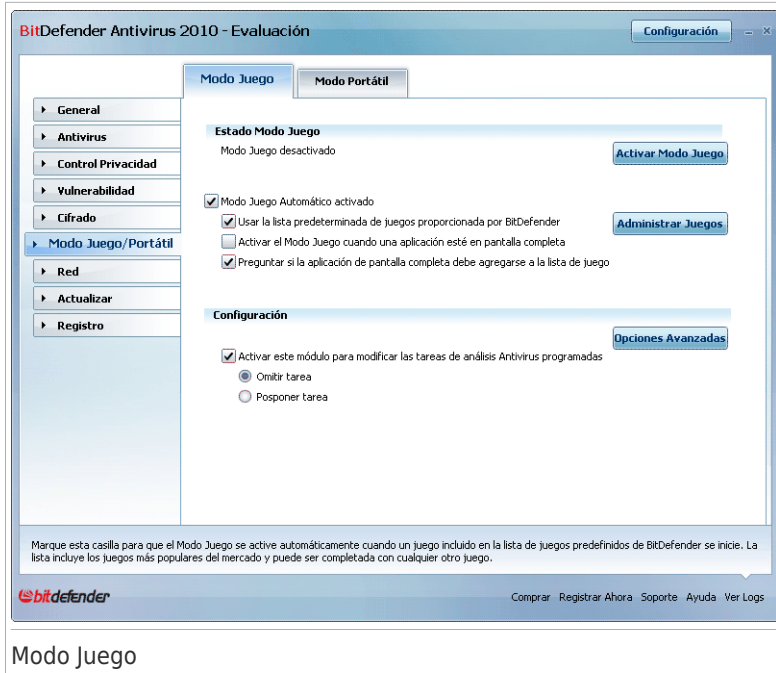 BitDefender Antivirus 2010 - Evaluación
Configuración
Modo Juego
Modo Portátil
General
Antivirus
Control Privacidad
Vulnerabilidad
Cifrado
Modo Juego/Portátil
Red
Actualizar
Registro
Estado Modo Juego
Modo Juego desactivado
Activar Modo Juego
Modo Juego Automático activado
Usar la lista predeterminada de juegos proporcionada por BitDefender
Administrar Juegos
Activar el Modo Juego cuando una aplicación esté en pantalla completa
Preguntar si la aplicación de pantalla completa debe agregarse a la lista de juego
Configuración
Opciones Avanzadas
Activar este módulo para modificar las tareas de análisis Antivirus programadas
Omitir tarea
Posponer tarea
Marque esta casilla para que el Modo Juego se active automáticamente cuando un juego incluido en la lista de juegos predefinidos de BitDefender se inicie. La
lista incluye los juegos más populares del mercado y puede ser completada con cualquier otro juego.
bitdefender
Comprar Registrar Ahora Soporte Ayuda Ver Logs
Modo Juego